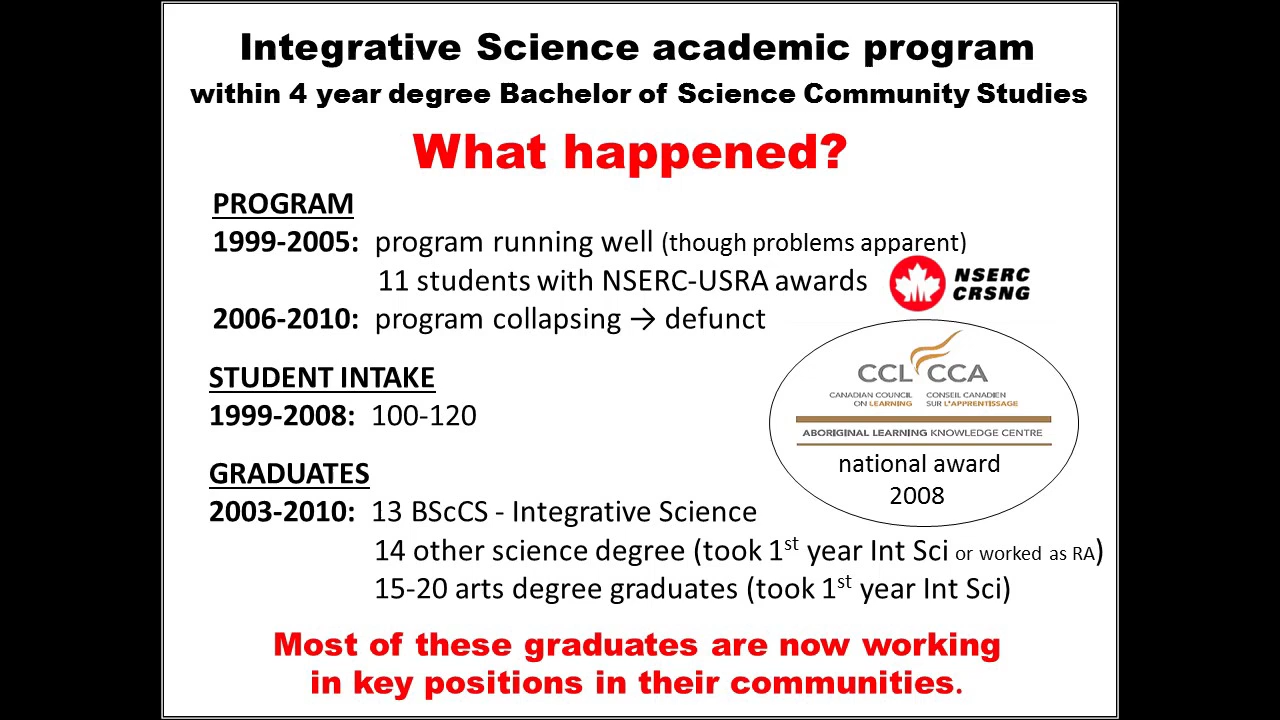 Integrative Science academic program
within 4 year degree Bachelor of Science Community Studies
What happened?
PROGRAM
1999-2005: program running well (though problems apparent)
11 students with NSERC-USRA awards
NSERC
CRSNG
2006-2010: program collapsing → defunct
CCL CCA
CANADIAN COUNCIL ON LEARNING
CONSEIL CANADIEN SUR L'APPRENTISSAGE
ABORIGINAL LEARNING KNOWLEDGE CENTRE
national award
2008
STUDENT INTAKE
1999-2008: 100-120
GRADUATES
2003-2010: 13 BScCS - Integrative Science
14 other science degree (took 1st year Int Sci or worked as RA)
15-20 arts degree graduates (took 1st year Int Sci)
Most of these graduates are now working
in key positions in their communities.